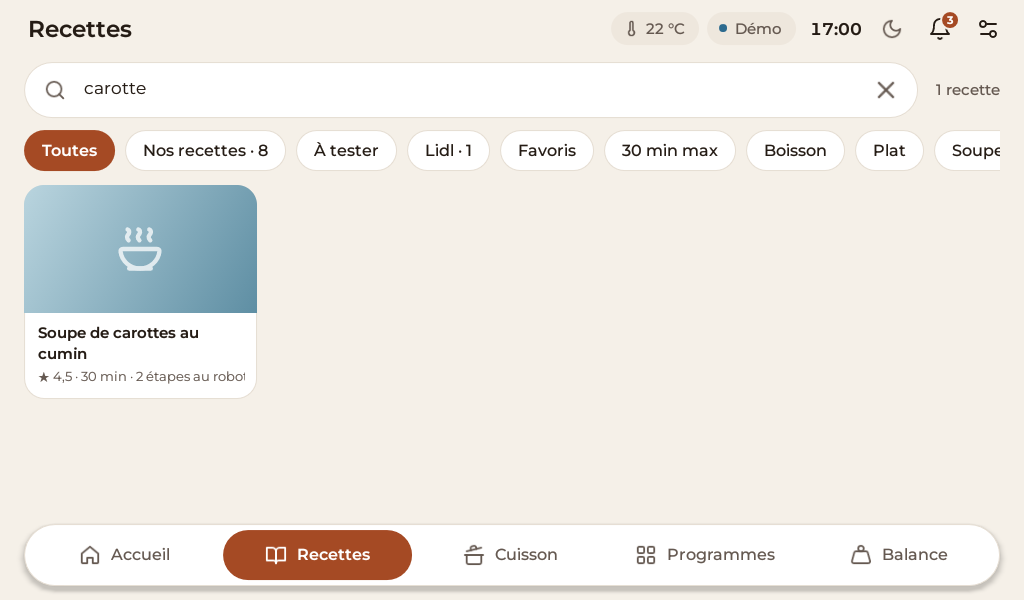 Recettes
22 °C
Démo
17:00
3
carotte
1 recette
Toutes
Nos recettes · 8
À tester
Lidl · 1
Favoris
30 min max
Boisson
Plat
Soupe
Soupe de carottes au
cumin
★ 4,5 · 30 min · 2 étapes au robot
Accueil
Recettes
Cuisson
Programmes
Balance